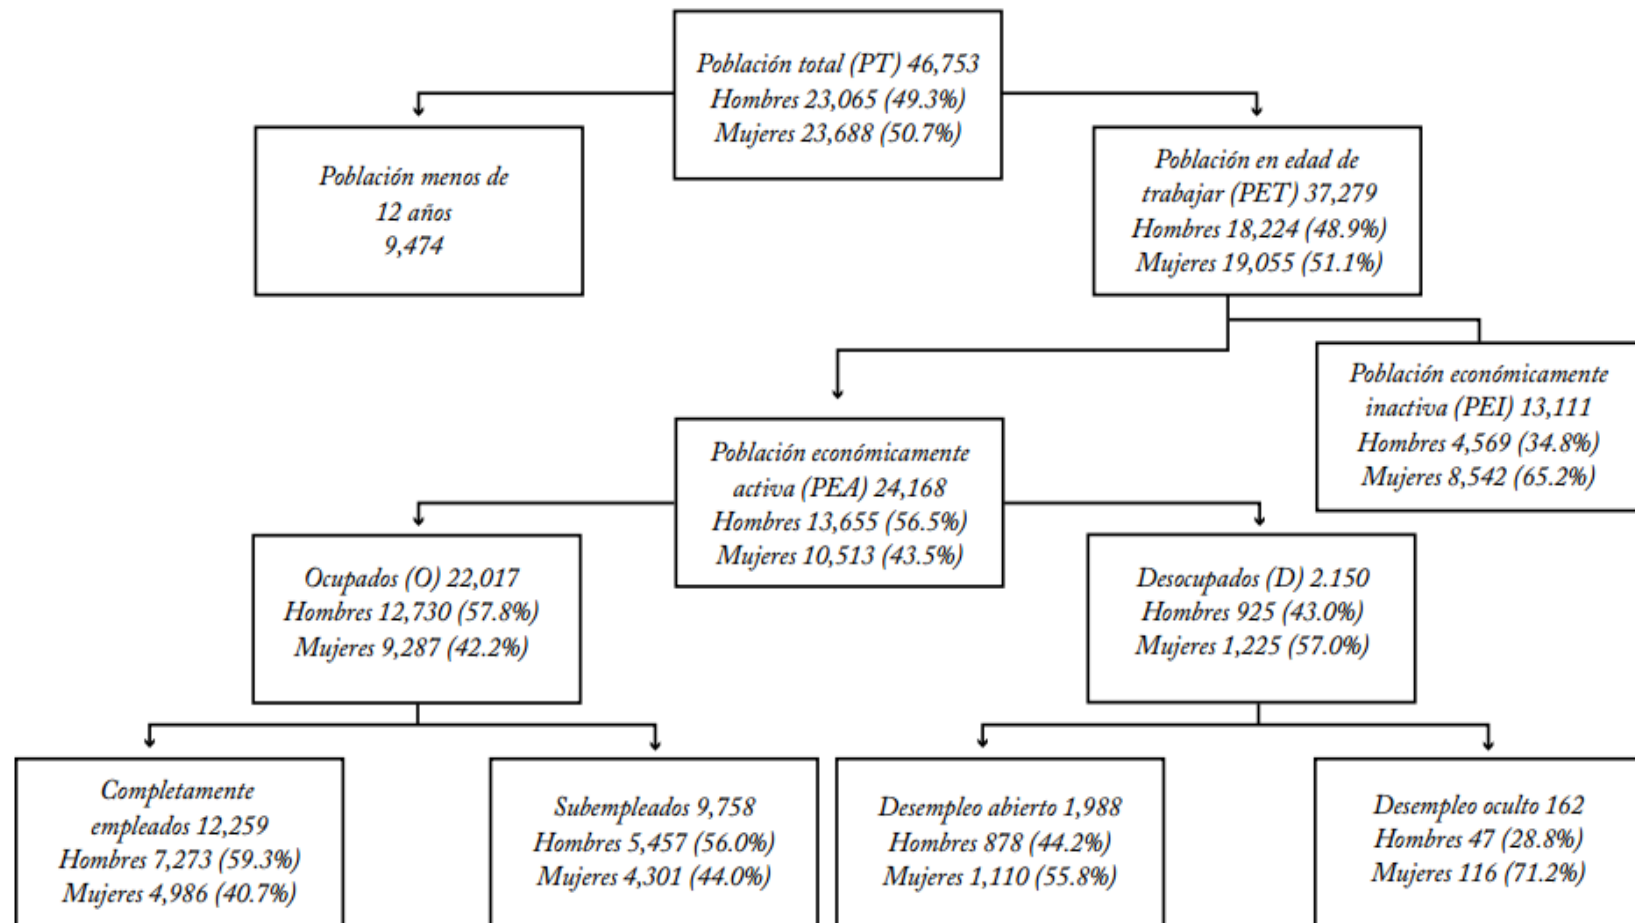 Población total (PT) 46,753
Hombres 23,065 (49.3%)
Mujeres 23,688 (50.7%)
Población menos de
12 años
9,474
Población en edad de
trabajar (PET) 37,279
Hombres 18,224 (48.9%)
Mujeres 19,055 (51.1%)
Población económicamente
inactiva (PEI) 13,111
Hombres 4,569 (34.8%)
Mujeres 8,542 (65.2%)
Población económicamente
activa (PEA) 24,168
Hombres 13,655 (56.5%)
Mujeres 10,513 (43.5%)
Ocupados (O) 22,017
Hombres 12,730 (57.8%)
Mujeres 9,287 (42.2%)
Desocupados (D) 2.150
Hombres 925 (43.0%)
Mujeres 1,225 (57.0%)
Completamente
empleados 12,259
Hombres 7,273 (59.3%)
Mujeres 4,986 (40.7%)
Subempleados 9,758
Hombres 5,457 (56.0%)
Mujeres 4,301 (44.0%)
Desempleo abierto 1,988
Hombres 878 (44.2%)
Mujeres 1,110 (55.8%)
Desempleo oculto 162
Hombres 47 (28.8%)
Mujeres 116 (71.2%)